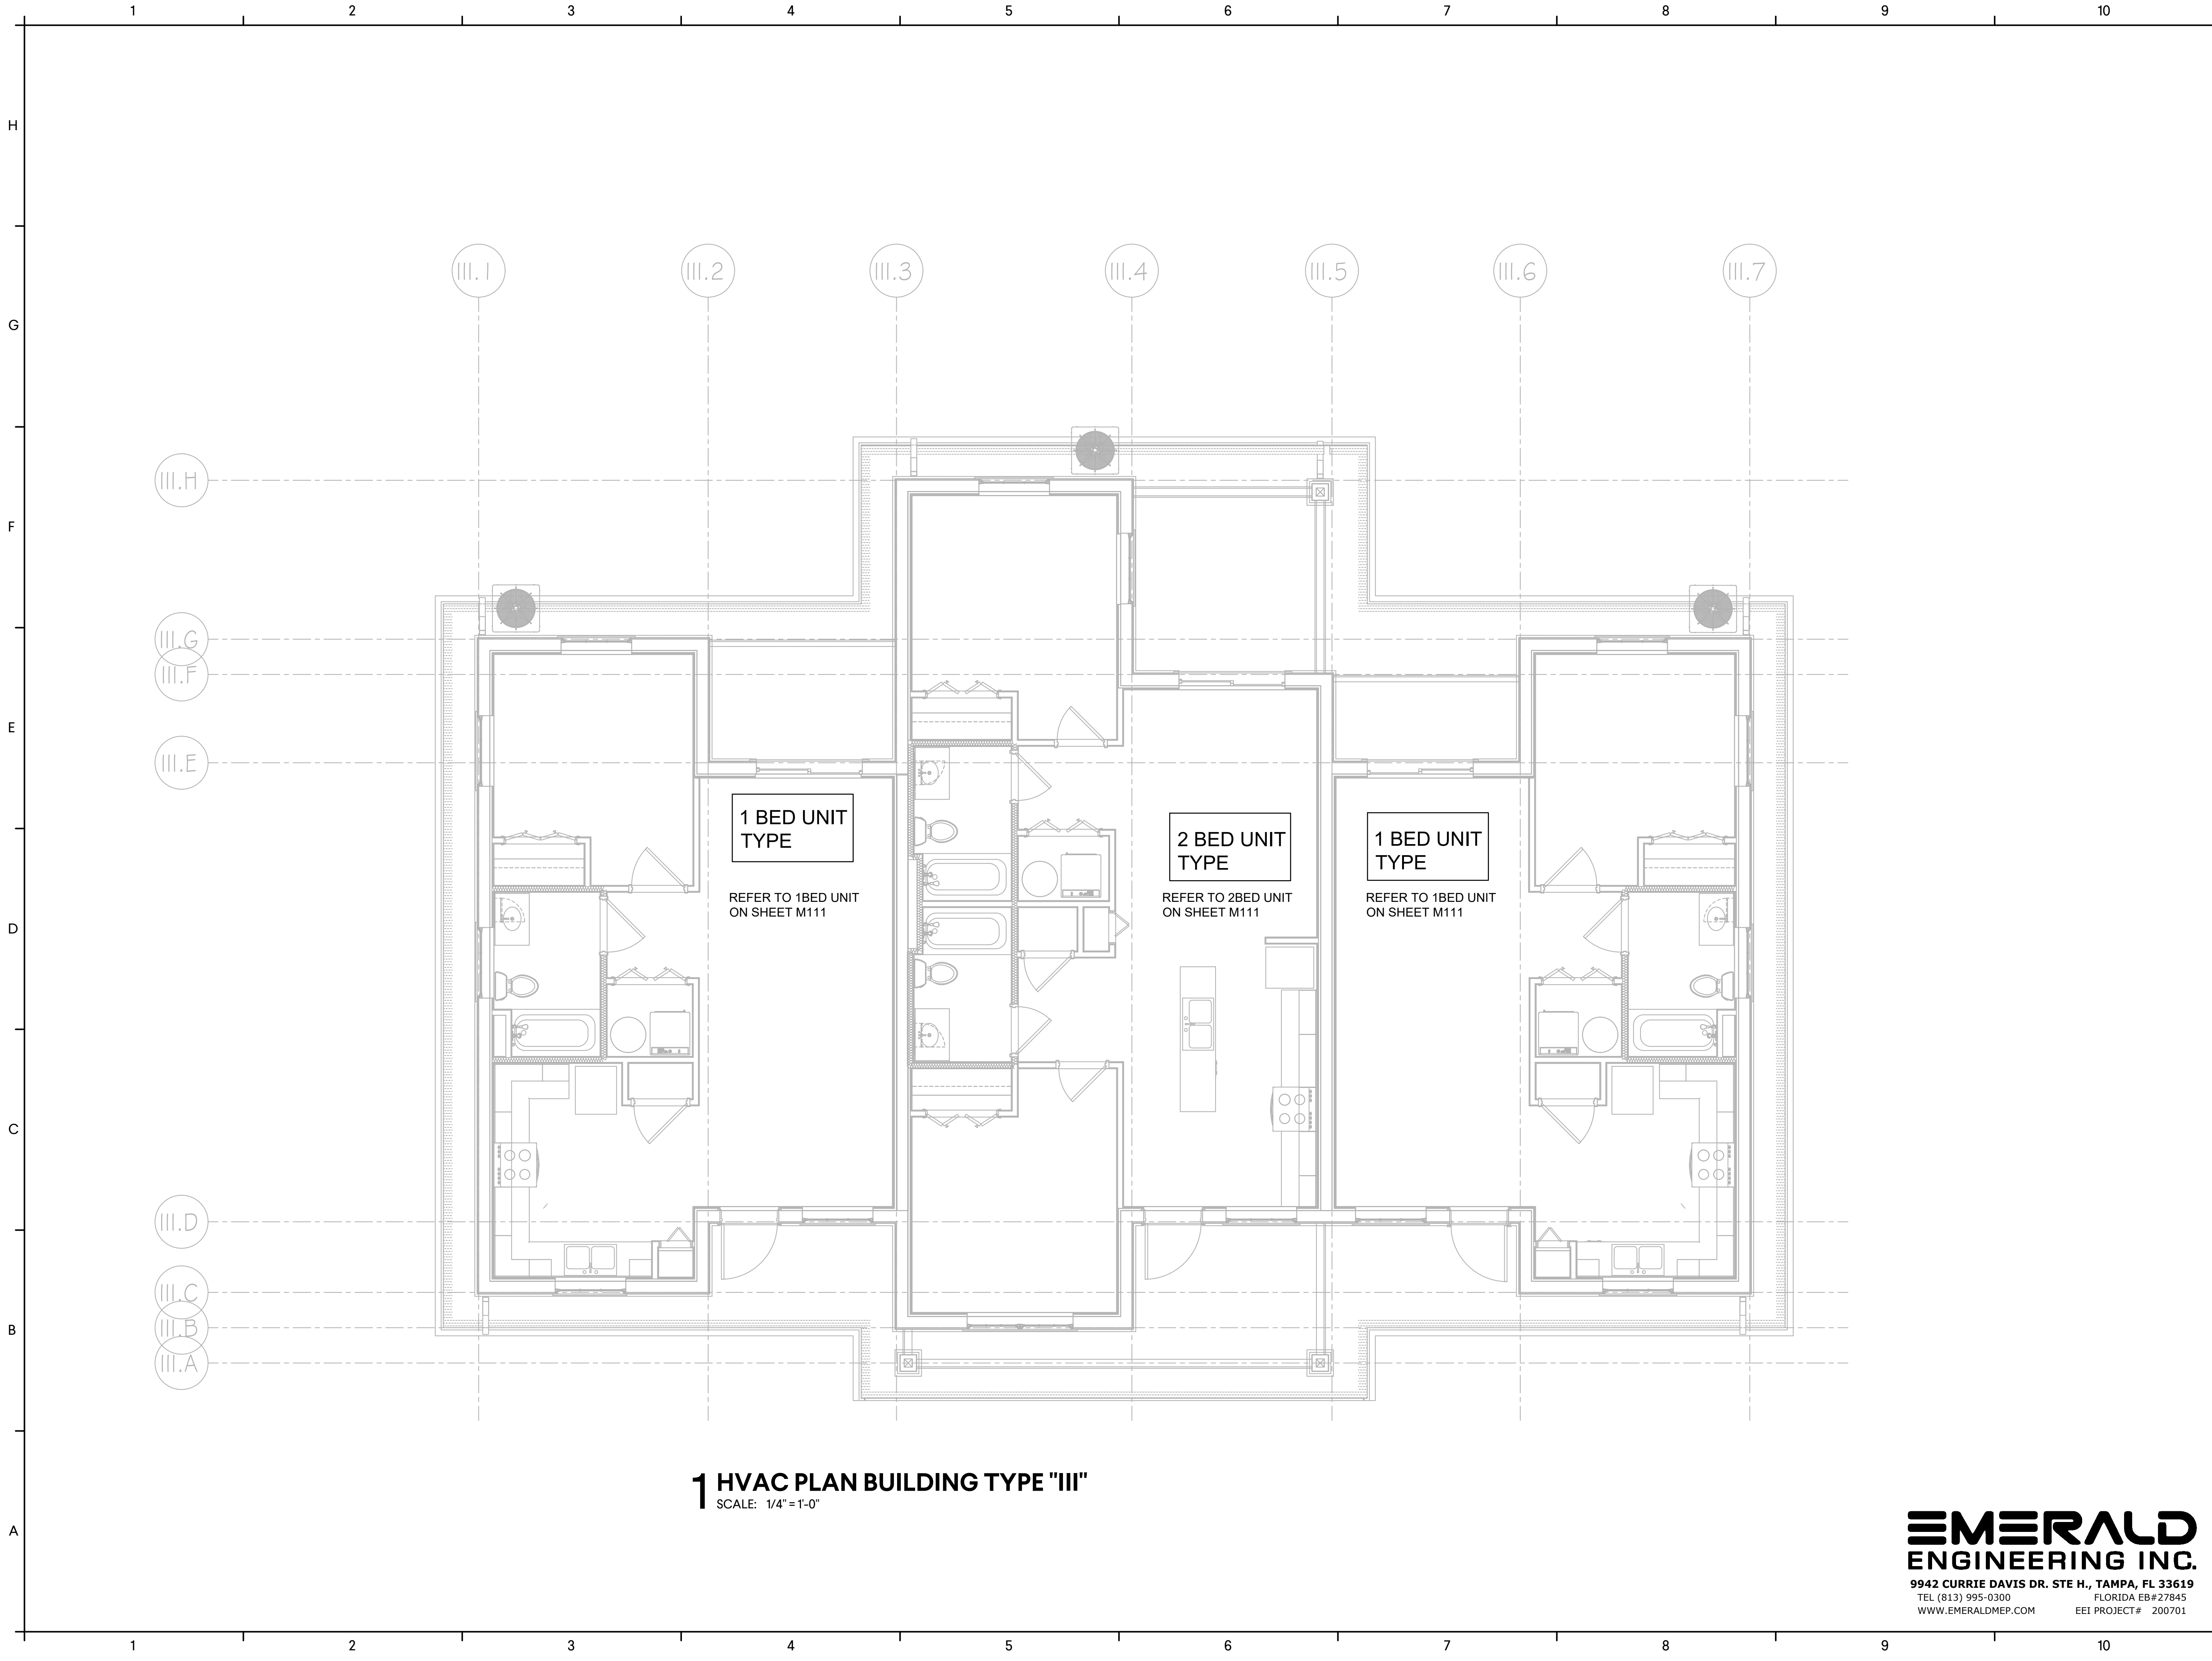 1 2 3 4 5 6 7 8 9 10
H
G
F
E
D
C
B
A
III.1 III.2 III.3 III.4 III.5 III.6 III.7
III.H
III.G
III.F
III.E
III.D
III.C
III.B
III.A
1 BED UNIT
TYPE
REFER TO 1BED UNIT
ON SHEET M111
2 BED UNIT
TYPE
REFER TO 2BED UNIT
ON SHEET M111
1 BED UNIT
TYPE
REFER TO 1BED UNIT
ON SHEET M111
1 HVAC PLAN BUILDING TYPE "III"
SCALE: 1/4" = 1'-0"
EMERALD
ENGINEERING INC.
9942 CURRIE DAVIS DR. STE H., TAMPA, FL 33619
TEL (813) 995-0300 FLORIDA EB#27845
WWW.EMERALDMEP.COM EEI PROJECT# 200701
1 2 3 4 5 6 7 8 9 10